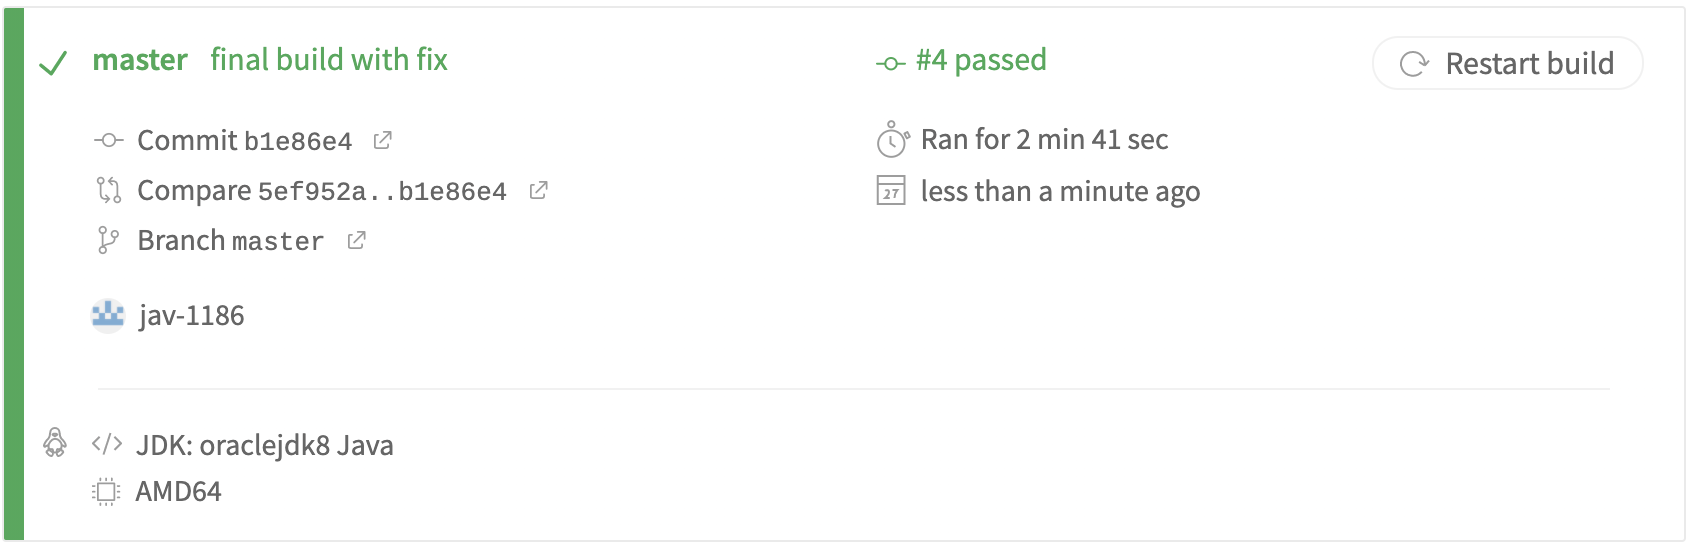 master final build with fix
#4 passed
Restart build
Commit b1e86e4
Compare 5ef952a..b1e86e4
Branch master
Ran for 2 min 41 sec
27 less than a minute ago
jav-1186
JDK: oraclejdk8 Java
AMD64